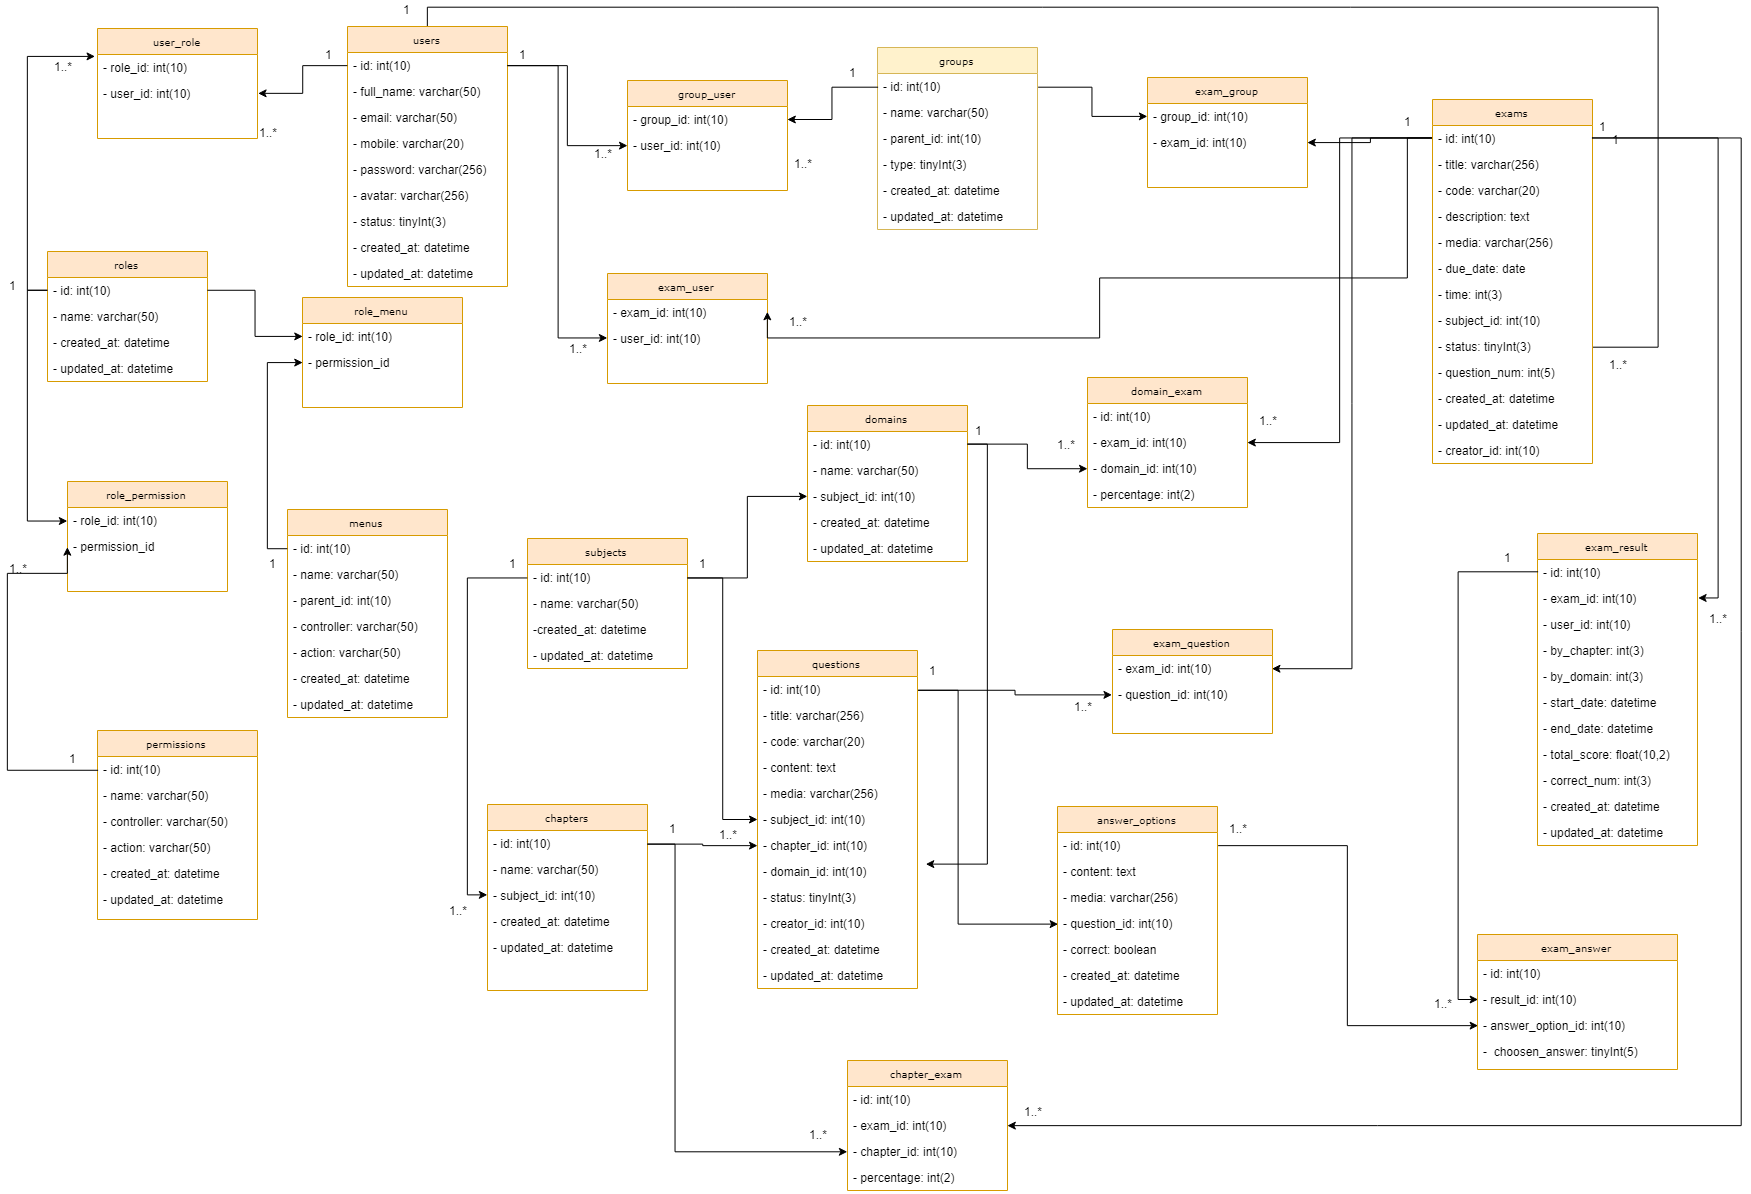 1
user_role
- role_id: int(10)
- user_id: int(10)
1..*
1..*
1
users
- id: int(10)
- full_name: varchar(50)
- email: varchar(50)
- mobile: varchar(20)
- password: varchar(256)
- avatar: varchar(256)
- status: tinyInt(3)
- created_at: datetime
- updated_at: datetime
1
group_user
- group_id: int(10)
- user_id: int(10)
1..*
1..*
1
groups
- id: int(10)
- name: varchar(50)
- parent_id: int(10)
- type: tinyInt(3)
- created_at: datetime
- updated_at: datetime
exam_group
- group_id: int(10)
- exam_id: int(10)
1
exams
- id: int(10)
- title: varchar(256)
- code: varchar(20)
- description: text
- media: varchar(256)
- due_date: date
- time: int(3)
- subject_id: int(10)
- status: tinyInt(3)
- question_num: int(5)
- created_at: datetime
- updated_at: datetime
- creator_id: int(10)
1
1
1..*
1
roles
- id: int(10)
- name: varchar(50)
- created_at: datetime
- updated_at: datetime
role_menu
- role_id: int(10)
- permission_id
exam_user
- exam_id: int(10)
- user_id: int(10)
1..*
1..*
domains
- id: int(10)
- name: varchar(50)
- subject_id: int(10)
- created_at: datetime
- updated_at: datetime
1
1..*
domain_exam
- id: int(10)
- exam_id: int(10)
- domain_id: int(10)
- percentage: int(2)
1..*
role_permission
- role_id: int(10)
- permission_id
1..*
menus
- id: int(10)
- name: varchar(50)
- parent_id: int(10)
- controller: varchar(50)
- action: varchar(50)
- created_at: datetime
- updated_at: datetime
1
1
subjects
- id: int(10)
- name: varchar(50)
-created_at: datetime
- updated_at: datetime
1
exam_result
- id: int(10)
- exam_id: int(10)
- user_id: int(10)
- by_chapter: int(3)
- by_domain: int(3)
- start_date: datetime
- end_date: datetime
- total_score: float(10,2)
- correct_num: int(3)
- created_at: datetime
- updated_at: datetime
1
1..*
questions
- id: int(10)
- title: varchar(256)
- code: varchar(20)
- content: text
- media: varchar(256)
- subject_id: int(10)
- chapter_id: int(10)
- domain_id: int(10)
- status: tinyInt(3)
- creator_id: int(10)
- created_at: datetime
- updated_at: datetime
1
1..*
exam_question
- exam_id: int(10)
- question_id: int(10)
1..*
permissions
- id: int(10)
- name: varchar(50)
- controller: varchar(50)
- action: varchar(50)
- created_at: datetime
- updated_at: datetime
1
chapters
- id: int(10)
- name: varchar(50)
- subject_id: int(10)
- created_at: datetime
- updated_at: datetime
1
1..*
answer_options
- id: int(10)
- content: text
- media: varchar(256)
- question_id: int(10)
- correct: boolean
- created_at: datetime
- updated_at: datetime
1..*
exam_answer
- id: int(10)
- result_id: int(10)
- answer_option_id: int(10)
- choosen_answer: tinyInt(5)
1..*
chapter_exam
- id: int(10)
- exam_id: int(10)
- chapter_id: int(10)
- percentage: int(2)
1..*
1..*